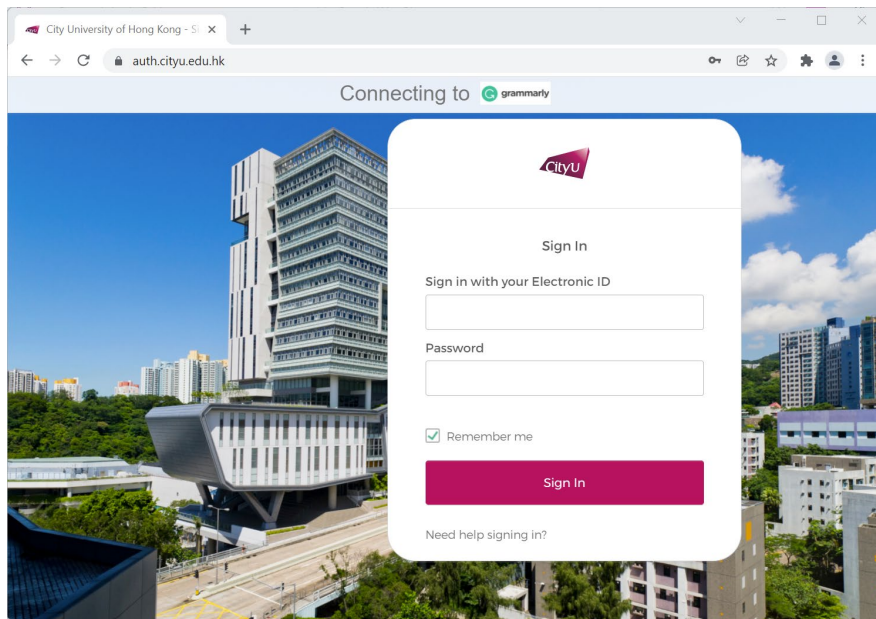 City University of Hong Kong - Si
auth.cityu.edu.hk
Connecting to grammarly
CityU
Sign In
Sign in with your Electronic ID
Password
Remember me
Sign In
Need help signing in?